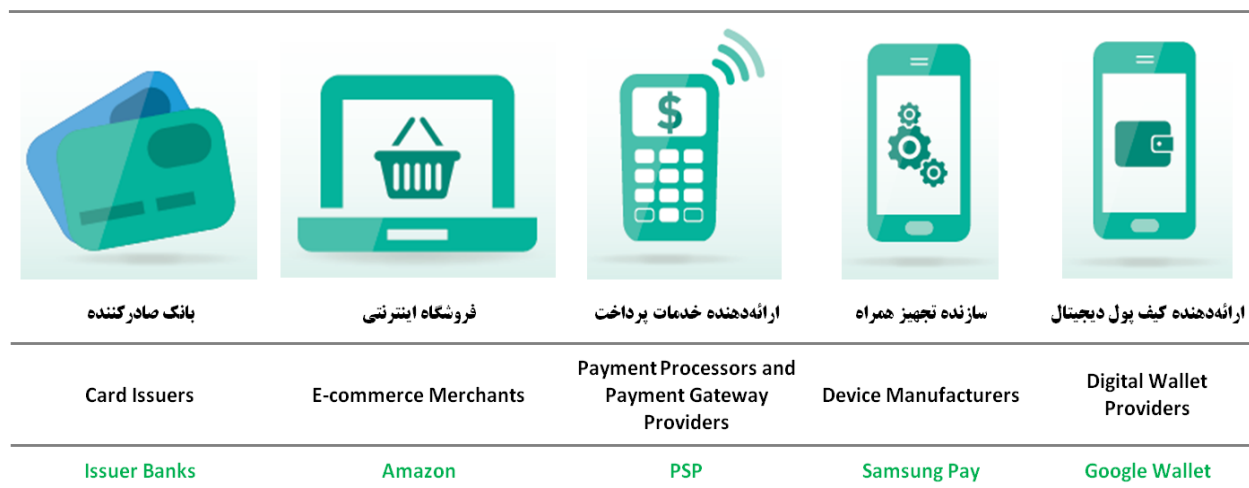 بانک صادرکننده
فروشگاه اینترنتی
ارائه‌دهنده خدمات پرداخت
سازنده تجهیز همراه
ارائه‌دهنده کیف پول دیجیتال
Card Issuers
E-commerce Merchants
Payment Processors and
Payment Gateway
Providers
Device Manufacturers
Digital Wallet
Providers
Issuer Banks
Amazon
PSP
Samsung Pay
Google Wallet
$